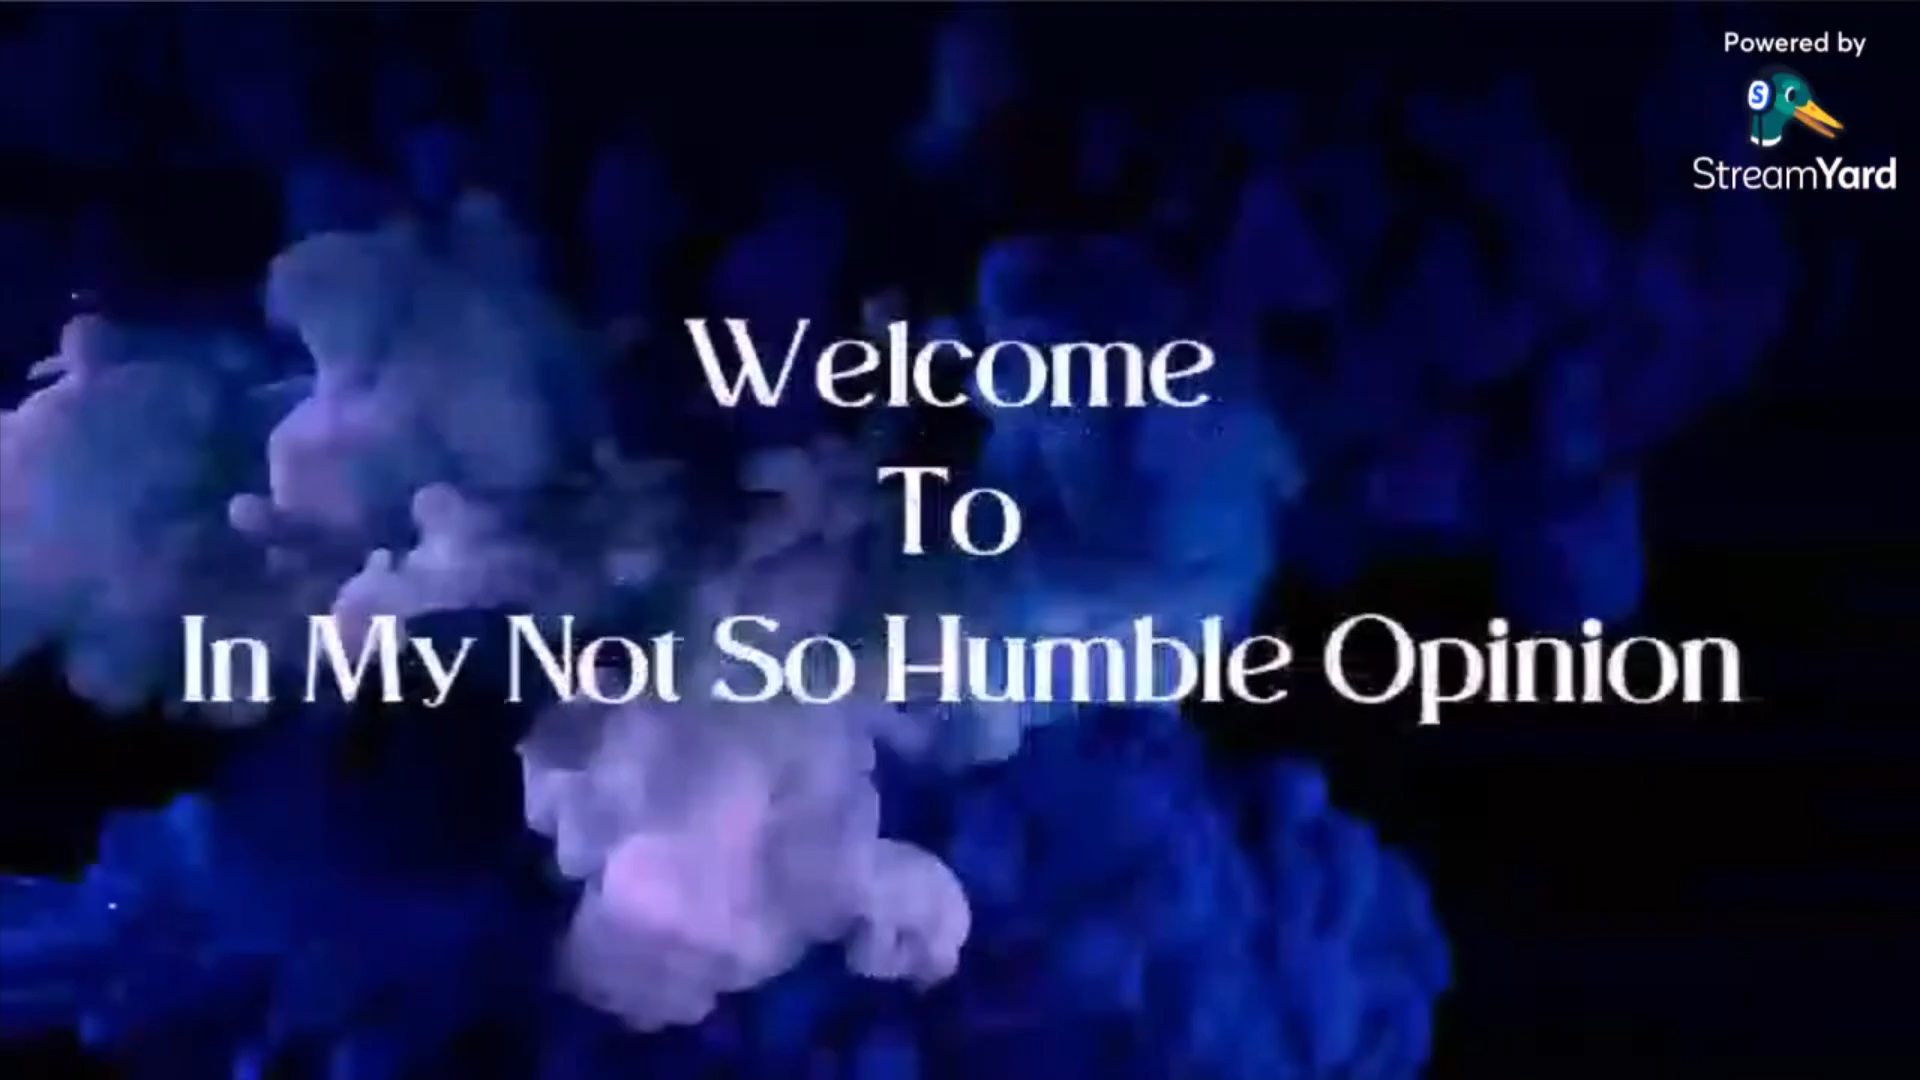 Powered by
S
StreamYard
Welcome
To
In My Not So Humble Opinion